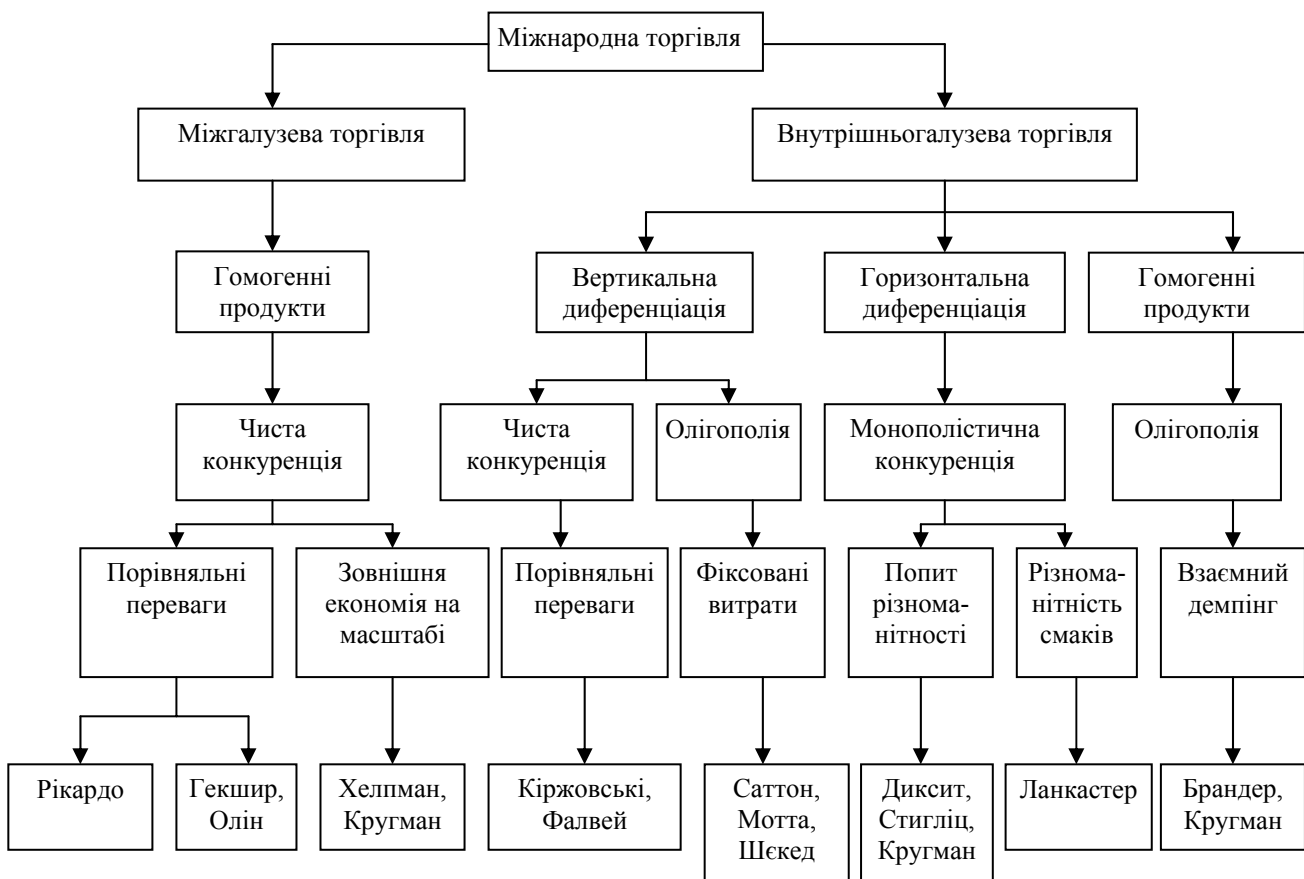 Міжнародна торгівля
Міжгалузева торгівля
Внутрішньогалузева торгівля
Гомогенні
продукти
Вертикальна
диференціація
Горизонтальна
диференціація
Гомогенні
продукти
Чиста
конкуренція
Чиста
конкуренція
Олігополія
Монополістична
конкуренція
Олігополія
Порівняльні
переваги
Зовнішня
економія на
масштабі
Порівняльні
переваги
Фіксовані
витрати
Попит
різнома-
нітності
Різнома-
нітність
смаків
Взаємний
демпінг
Рікардо
Гекшир,
Олін
Хелпман,
Кругман
Кіржовські,
Фалвей
Саттон,
Мотта,
Шєкед
Диксит,
Стигліц,
Кругман
Ланкастер
Брандер,
Кругман